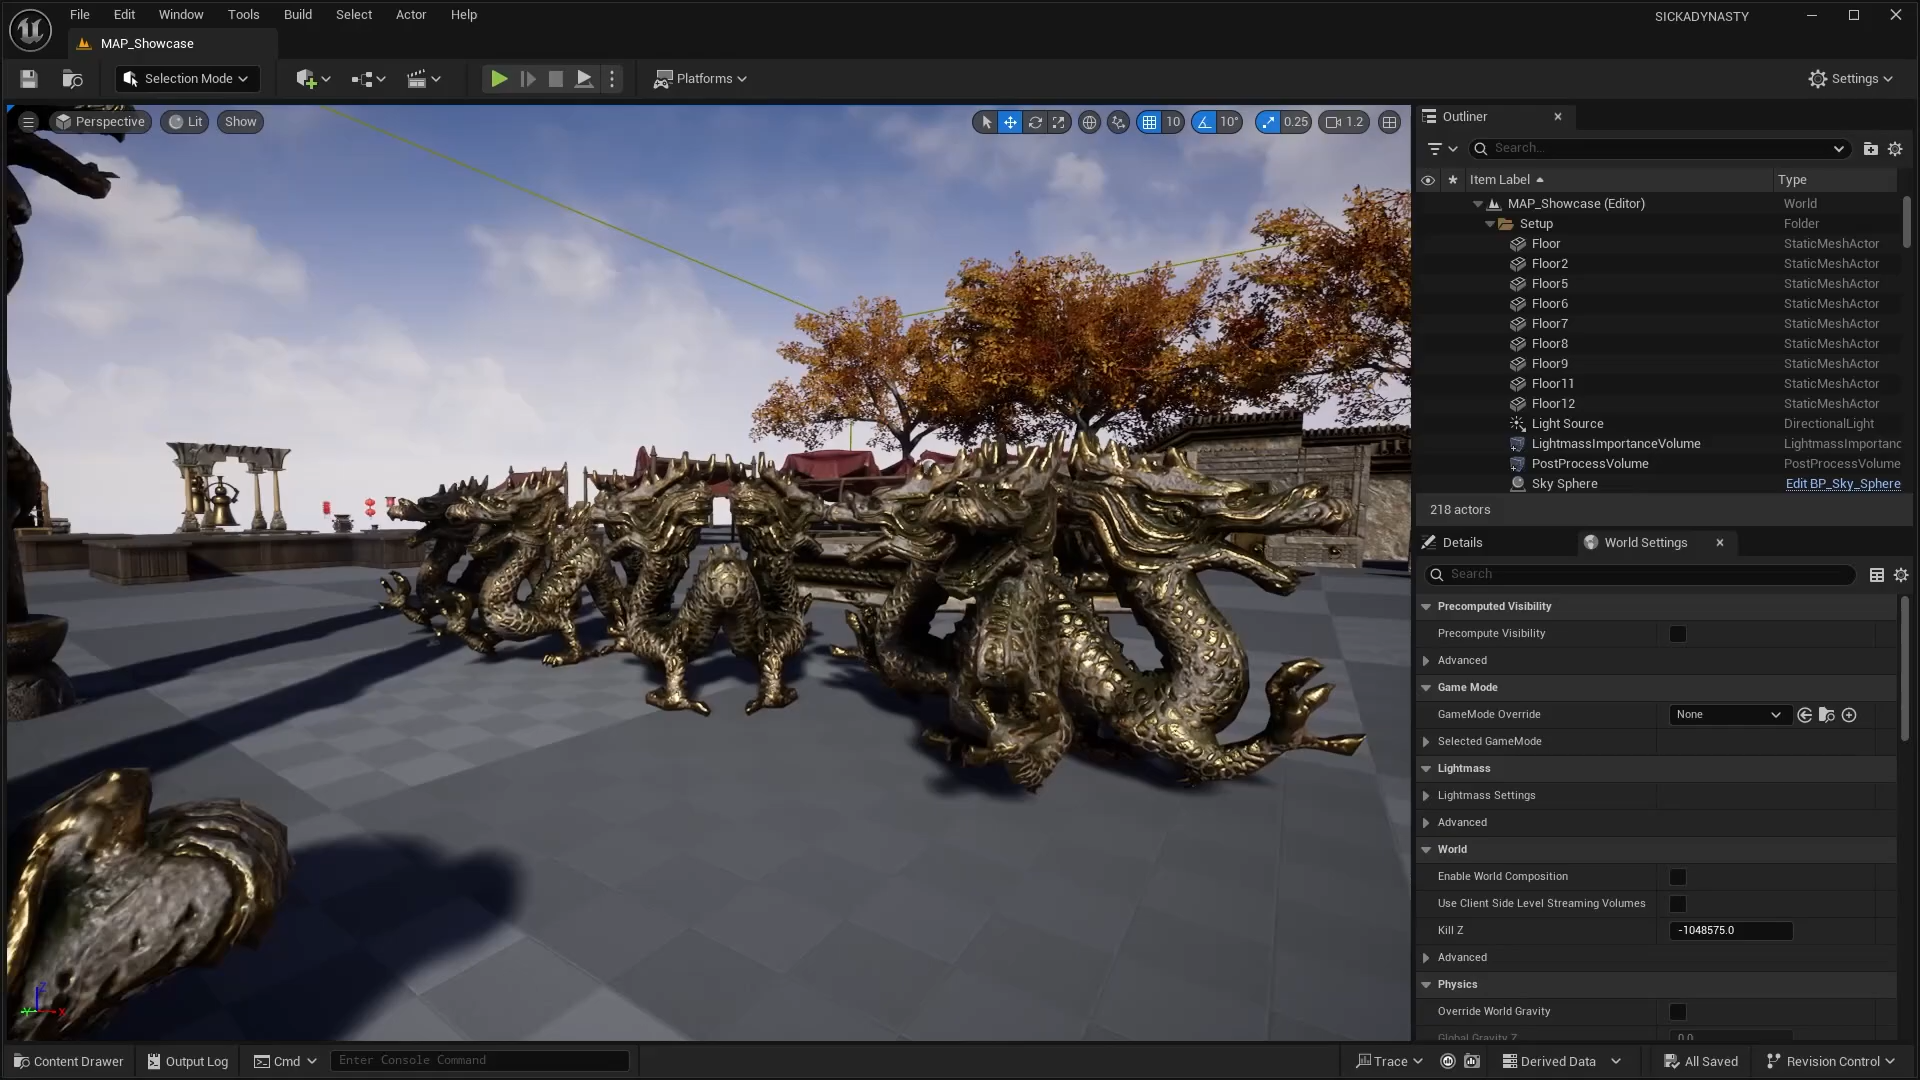 File Edit Window Tools Build Select Actor Help
SICKADYNASTY
MAP_Showcase
Selection Mode
Platforms
Settings
Perspective Lit Show
10 10° 0.25 1.2
Outliner
Search...
Item Label Type
MAP_Showcase (Editor) World
Setup Folder
Floor StaticMeshActor
Floor2 StaticMeshActor
Floor5 StaticMeshActor
Floor6 StaticMeshActor
Floor7 StaticMeshActor
Floor8 StaticMeshActor
Floor9 StaticMeshActor
Floor11 StaticMeshActor
Floor12 StaticMeshActor
Light Source DirectionalLight
LightmassImportanceVolume LightmassImportanc
PostProcessVolume PostProcessVolume
Sky Sphere Edit BP_Sky_Sphere
218 actors
Details World Settings
Search
Precomputed Visibility
Precompute Visibility
Advanced
Game Mode
GameMode Override None
Selected GameMode
Lightmass
Lightmass Settings
Advanced
World
Enable World Composition
Use Client Side Level Streaming Volumes
Kill Z -1048575.0
Advanced
Physics
Override World Gravity
Global Gravity Z 0.0
Z
Y X
Content Drawer Output Log Cmd Enter Console Command Trace Derived Data All Saved Revision Control